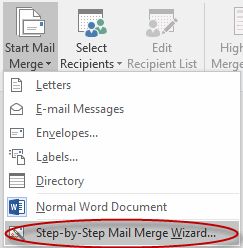 Start Mail
Merge
Select
Recipients
Edit
Recipient List
High
Merge
Letters
E-mail Messages
Envelopes...
Labels...
Directory
Normal Word Document
Step-by-Step Mail Merge Wizard...